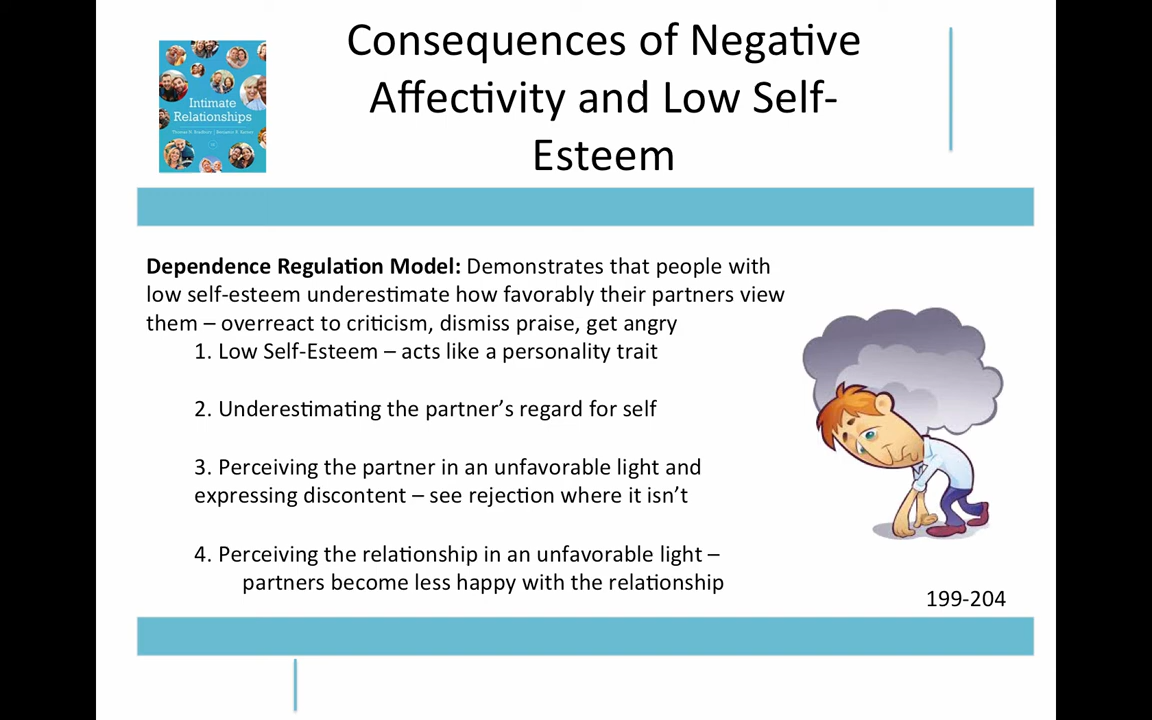 Consequences of Negative
Affectivity and Low Self-
Esteem
Intimate
Relationships
Dependence Regulation Model: Demonstrates that people with
low self-esteem underestimate how favorably their partners view
them – overreact to criticism, dismiss praise, get angry
1. Low Self-Esteem – acts like a personality trait
2. Underestimating the partner’s regard for self
3. Perceiving the partner in an unfavorable light and
expressing discontent – see rejection where it isn’t
4. Perceiving the relationship in an unfavorable light –
partners become less happy with the relationship
199-204